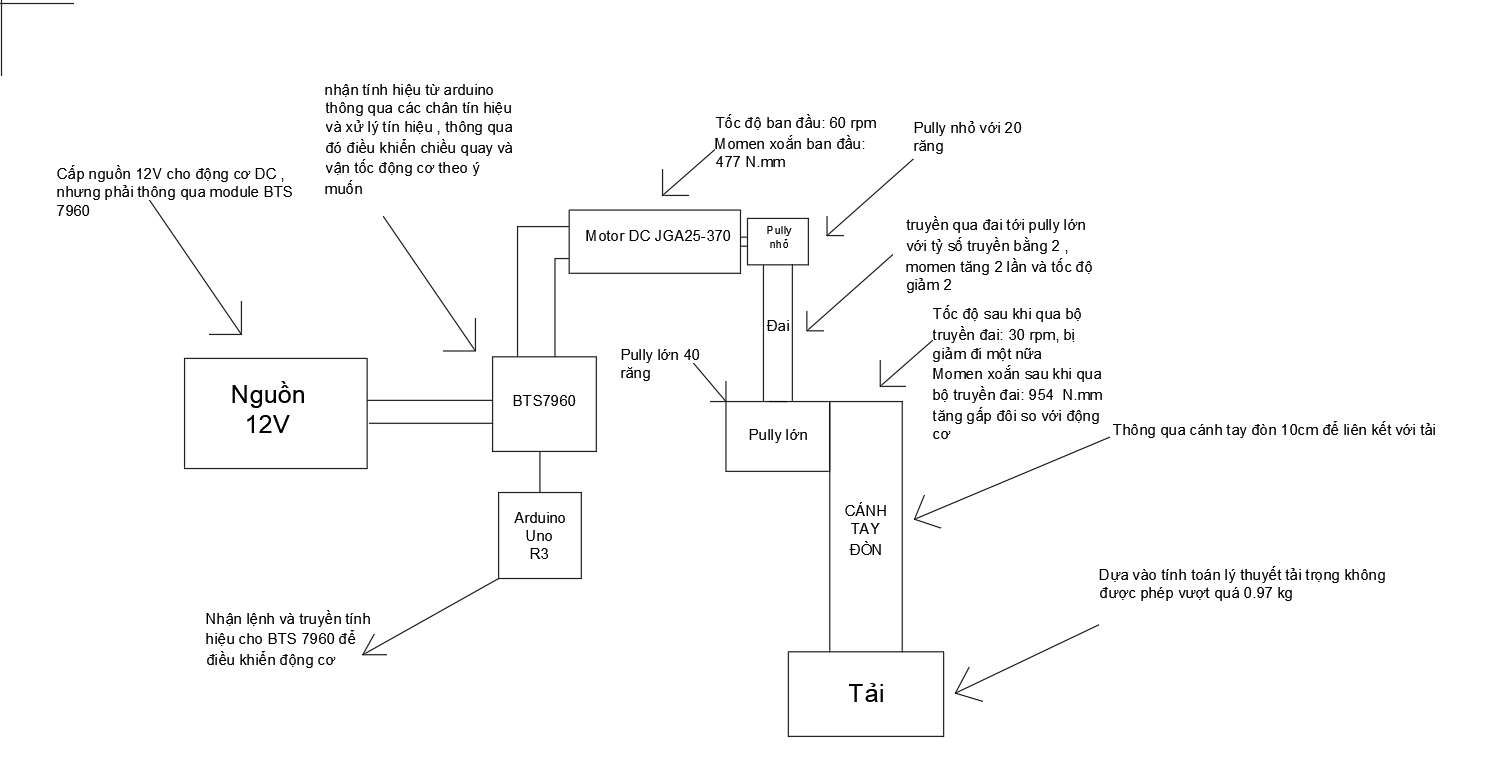 nhận tính hiệu từ arduino
thông qua các chân tín hiệu
và xử lý tín hiệu , thông qua
đó điều khiển chiều quay và
vận tốc động cơ theo ý
muốn
Tốc độ ban đầu: 60 rpm
Momen xoắn ban đầu:
477 N.mm
Pully nhỏ với 20
răng
Cấp nguồn 12V cho động cơ DC ,
nhưng phải thông qua module BTS
7960
Motor DC JGA25-370
Pully
nhỏ
truyền qua đai tới pully lớn
với tỷ số truyền bằng 2 ,
momen tăng 2 lần và tốc độ
giảm 2
Đai
Tốc độ sau khi qua bộ
truyền đai: 30 rpm, bị
giảm đi một nữa
Momen xoắn sau khi qua
bộ truyền đai: 954 N.mm
tăng gấp đôi so với động
cơ
Pully lớn 40
răng
Nguồn
12V
BTS7960
Pully lớn
Thông qua cánh tay đòn 10cm để liên kết với tải
CÁNH
TAY
ĐÒN
Arduino
Uno
R3
Dựa vào tính toán lý thuyết tải trọng không
được phép vượt quá 0.97 kg
Nhận lệnh và truyền tính
hiệu cho BTS 7960 để
điều khiển động cơ
Tải